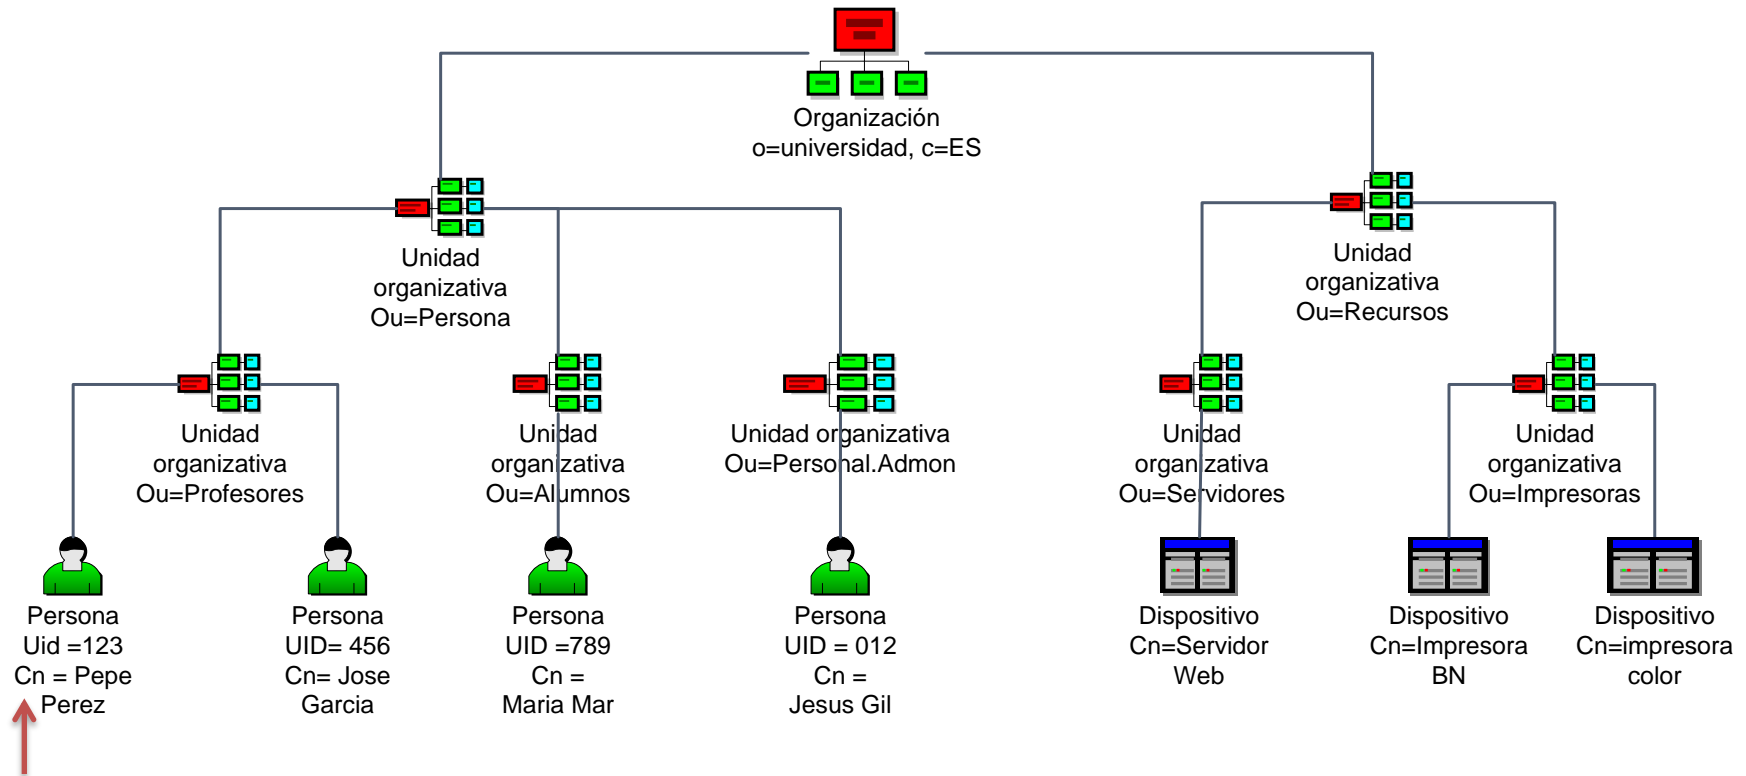 Organización
o=universidad, c=ES
Unidad
organizativa
Ou=Persona
Unidad
organizativa
Ou=Recursos
Unidad
organizativa
Ou=Profesores
Unidad
organizativa
Ou=Alumnos
Unidad organizativa
Ou=Personal.Admon
Unidad
organizativa
Ou=Servidores
Unidad
organizativa
Ou=Impresoras
Persona
Uid =123
Cn = Pepe
Perez
Persona
UID= 456
Cn= Jose
Garcia
Persona
UID =789
Cn =
Maria Mar
Persona
UID = 012
Cn =
Jesus Gil
Dispositivo
Cn=Servidor
Web
Dispositivo
Cn=Impresora
BN
Dispositivo
Cn=impresora
color